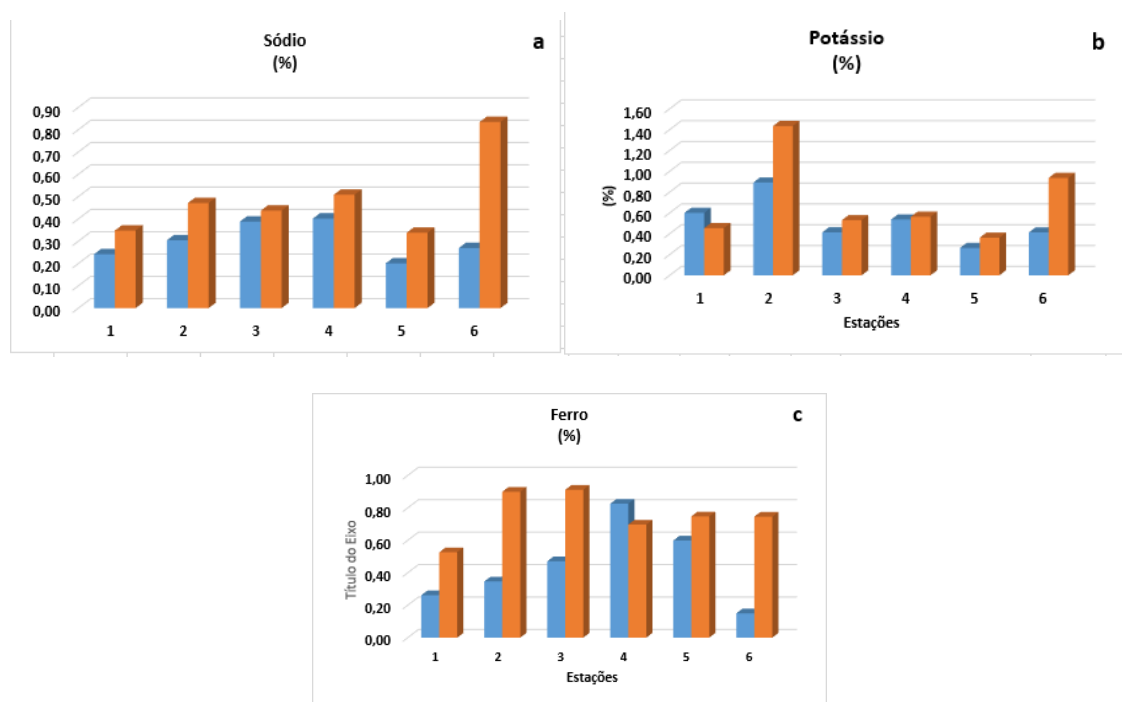 Sódio
(%)
a
0,90
0,80
0,70
0,60
0,50
0,40
0,30
0,20
0,10
0,00
1 2 3 4 5 6
Potássio
(%)
b
(%)
1,60
1,40
1,20
1,00
0,80
0,60
0,40
0,20
0,00
1 2 3 4 5 6
Estações
Ferro
(%)
c
Título do Eixo
1,00
0,80
0,60
0,40
0,20
0,00
1 2 3 4 5 6
Estações